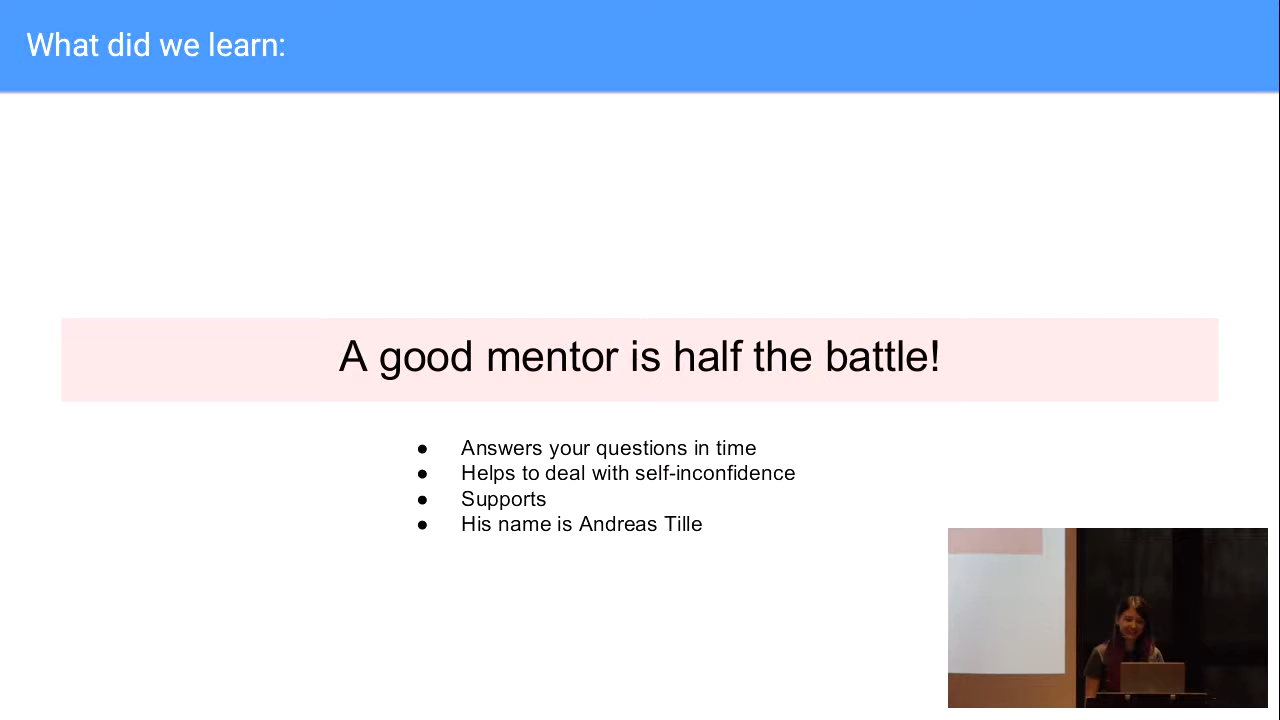 What did we learn:
A good mentor is half the battle!
● Answers your questions in time
● Helps to deal with self-inconfidence
● Supports
● His name is Andreas Tille